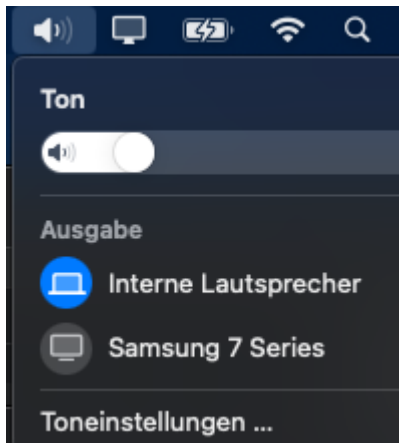 Ton
Ausgabe
Interne Lautsprecher
Samsung 7 Series
Toneinstellungen ...